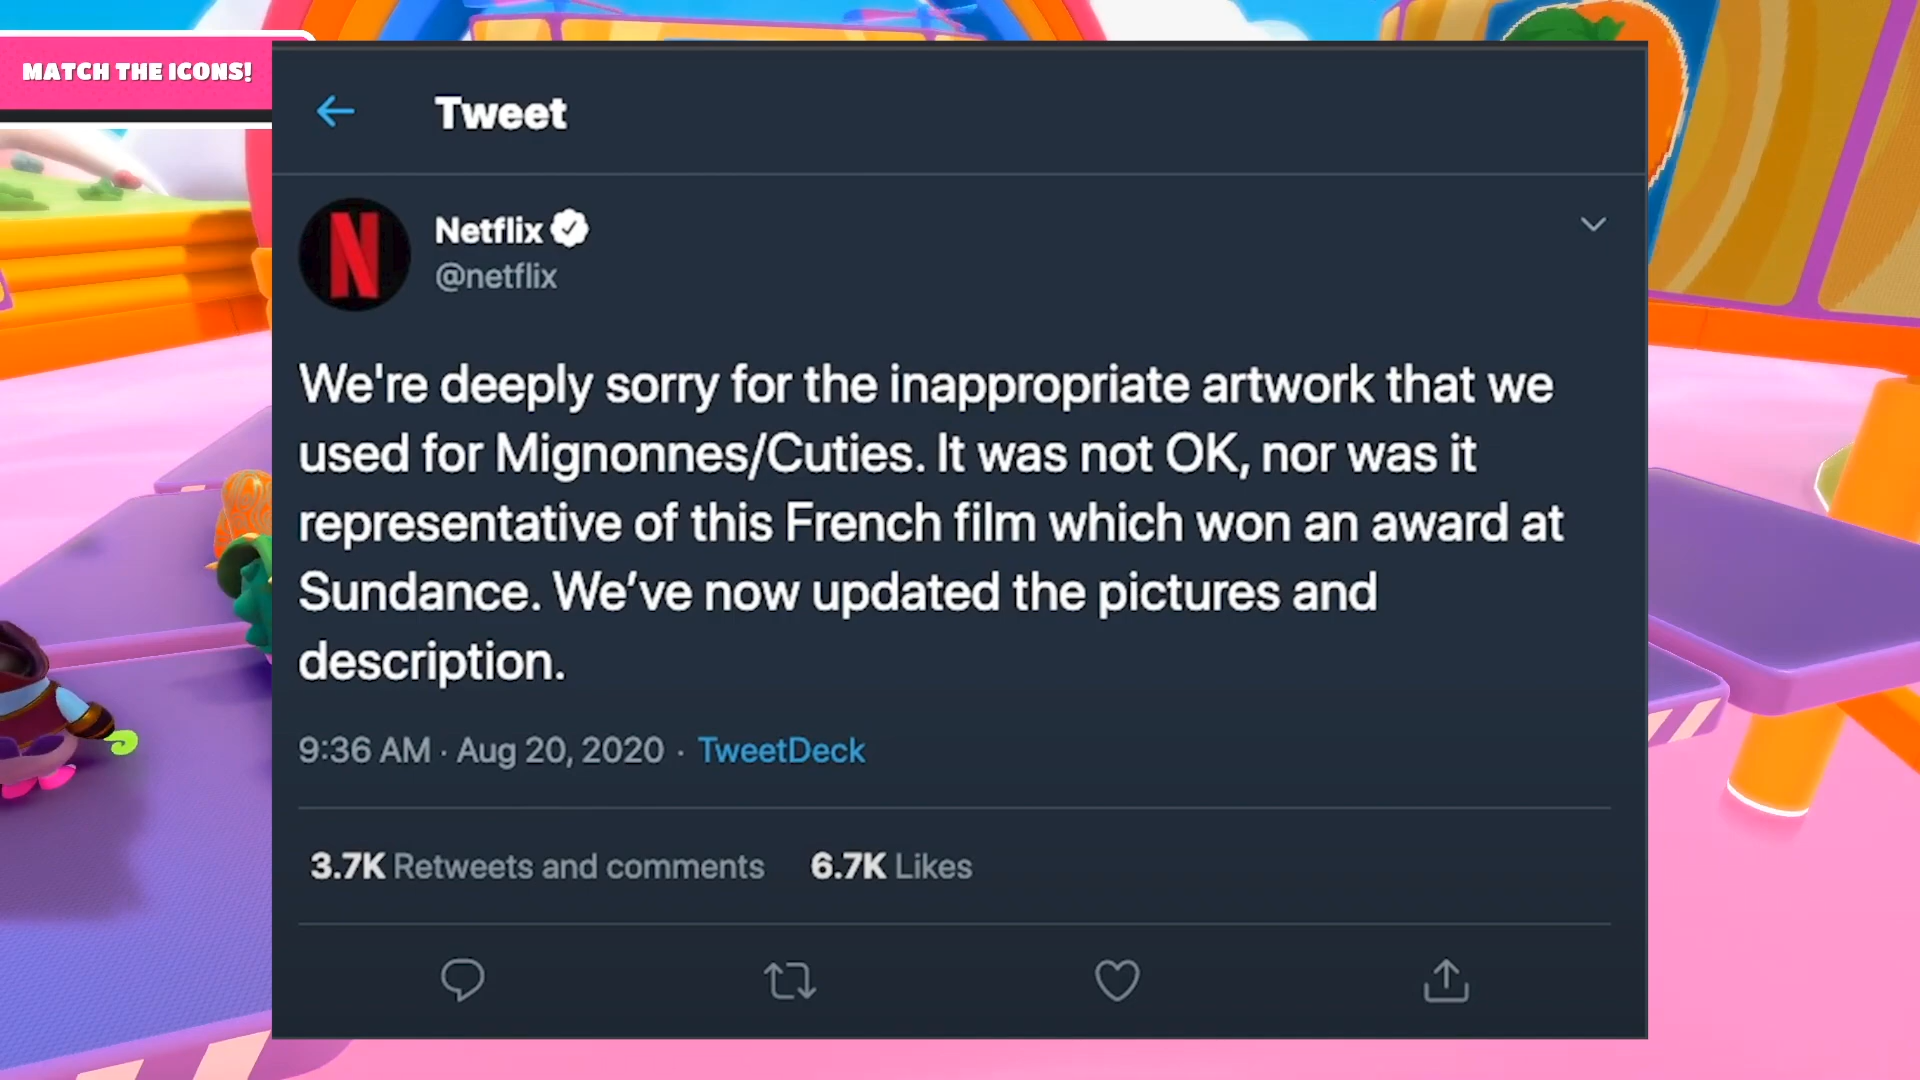 MATCH THE ICONS!
Tweet
Netflix
@netflix
We're deeply sorry for the inappropriate artwork that we
used for Mignonnes/Cuties. It was not OK, nor was it
representative of this French film which won an award at
Sundance. We’ve now updated the pictures and
description.
9:36 AM · Aug 20, 2020 · TweetDeck
3.7K Retweets and comments 6.7K Likes